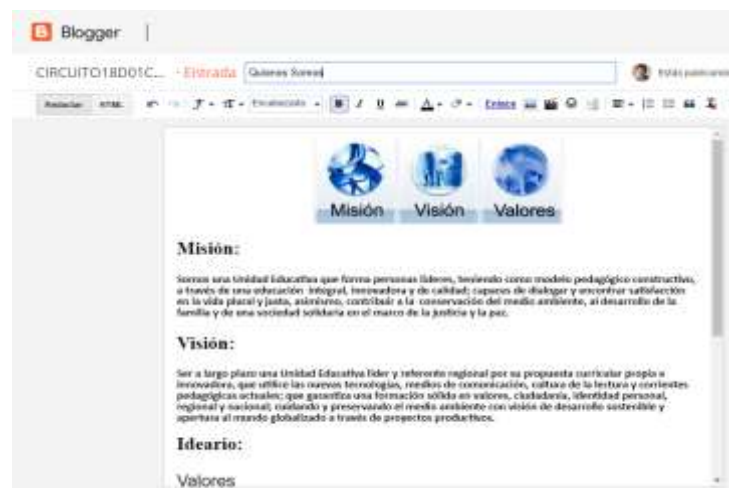 Blogger
CIRCUITO18D01C... · Entrada Quienes Somos Estás publicando
Redactar HTML Encabezado Enlace
Misión Visión Valores
Misión:
Somos una Unidad Educativa que forma personas líderes, teniendo como modelo pedagógico constructivo,
a través de una educación integral, innovadora y de calidad; capaces de dialogar y encontrar satisfacción
en la vida plural y justa, asimismo, contribuir a la conservación del medio ambiente, al desarrollo de la
familia y de una sociedad solidaria en el marco de la justicia y la paz.
Visión:
Ser a largo plazo una Unidad Educativa líder y referente regional por su propuesta curricular propia e
innovadora, que utilice las nuevas tecnologías, medios de comunicación, cultura de la lectura y corrientes
pedagógicas actuales; que garantiza una formación sólida en valores, ciudadanía, identidad personal,
regional y nacional; cuidando y preservando el medio ambiente con visión de desarrollo sostenible y
apertura al mundo globalizado a través de proyectos productivos.
Ideario:
Valores